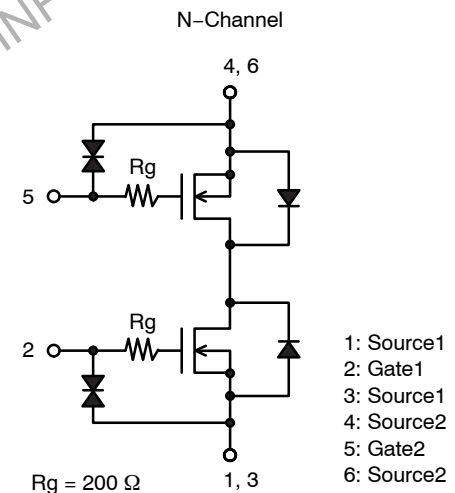 N−Channel
4, 6
Rg
5
Rg
2
1: Source1
2: Gate1
3: Source1
4: Source2
5: Gate2
6: Source2
Rg = 200 Ω
1, 3